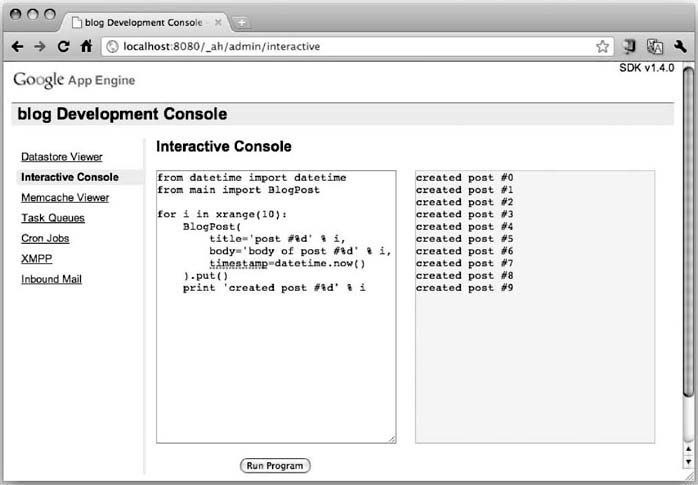 blog Development Console -
localhost:8080/_ah/admin/interactive
SDK v1.4.0
Google App Engine
blog Development Console
Datastore Viewer
Interactive Console
Memcache Viewer
Task Queues
Cron Jobs
XMPP
Inbound Mail
Interactive Console
from datetime import datetime
from main import BlogPost
for i in xrange(10):
    BlogPost(
        title='post #%d' % i,
        body='body of post #%d' % i,
        timestamp=datetime.now()
    ).put()
    print 'created post #%d' % i
created post #0
created post #1
created post #2
created post #3
created post #4
created post #5
created post #6
created post #7
created post #8
created post #9
Run Program